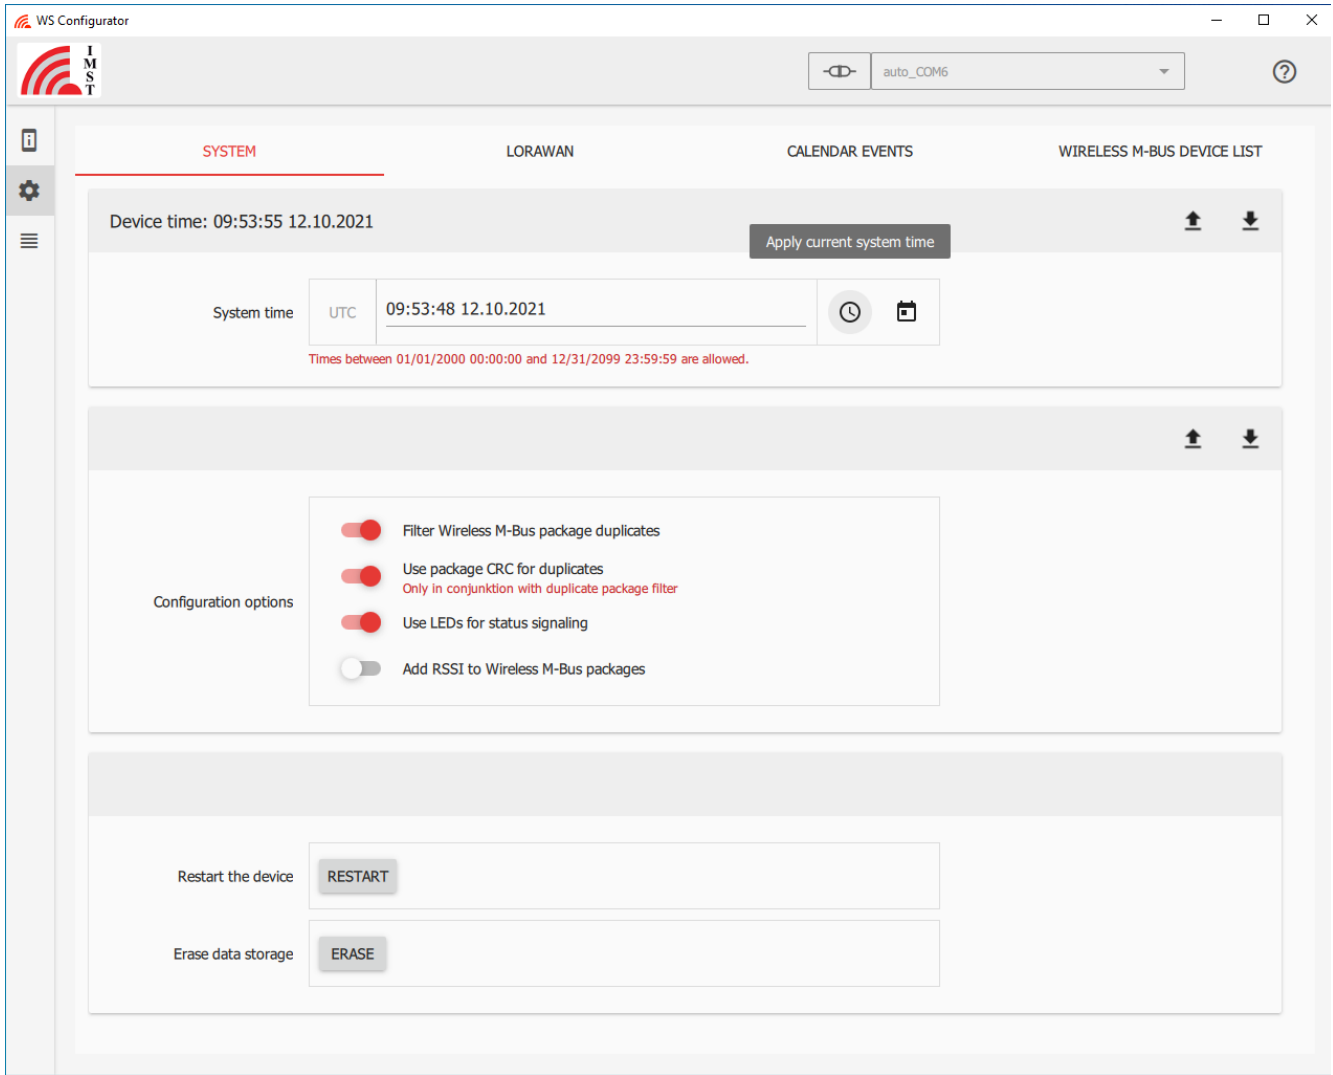 WS Configurator
I
M
S
T
auto_COM6
SYSTEM
LORAWAN
CALENDAR EVENTS
WIRELESS M-BUS DEVICE LIST
Device time: 09:53:55 12.10.2021
Apply current system time
System time
UTC
09:53:48 12.10.2021
Times between 01/01/2000 00:00:00 and 12/31/2099 23:59:59 are allowed.
Configuration options
Filter Wireless M-Bus package duplicates
Use package CRC for duplicates
Only in conjunktion with duplicate package filter
Use LEDs for status signaling
Add RSSI to Wireless M-Bus packages
Restart the device
RESTART
Erase data storage
ERASE